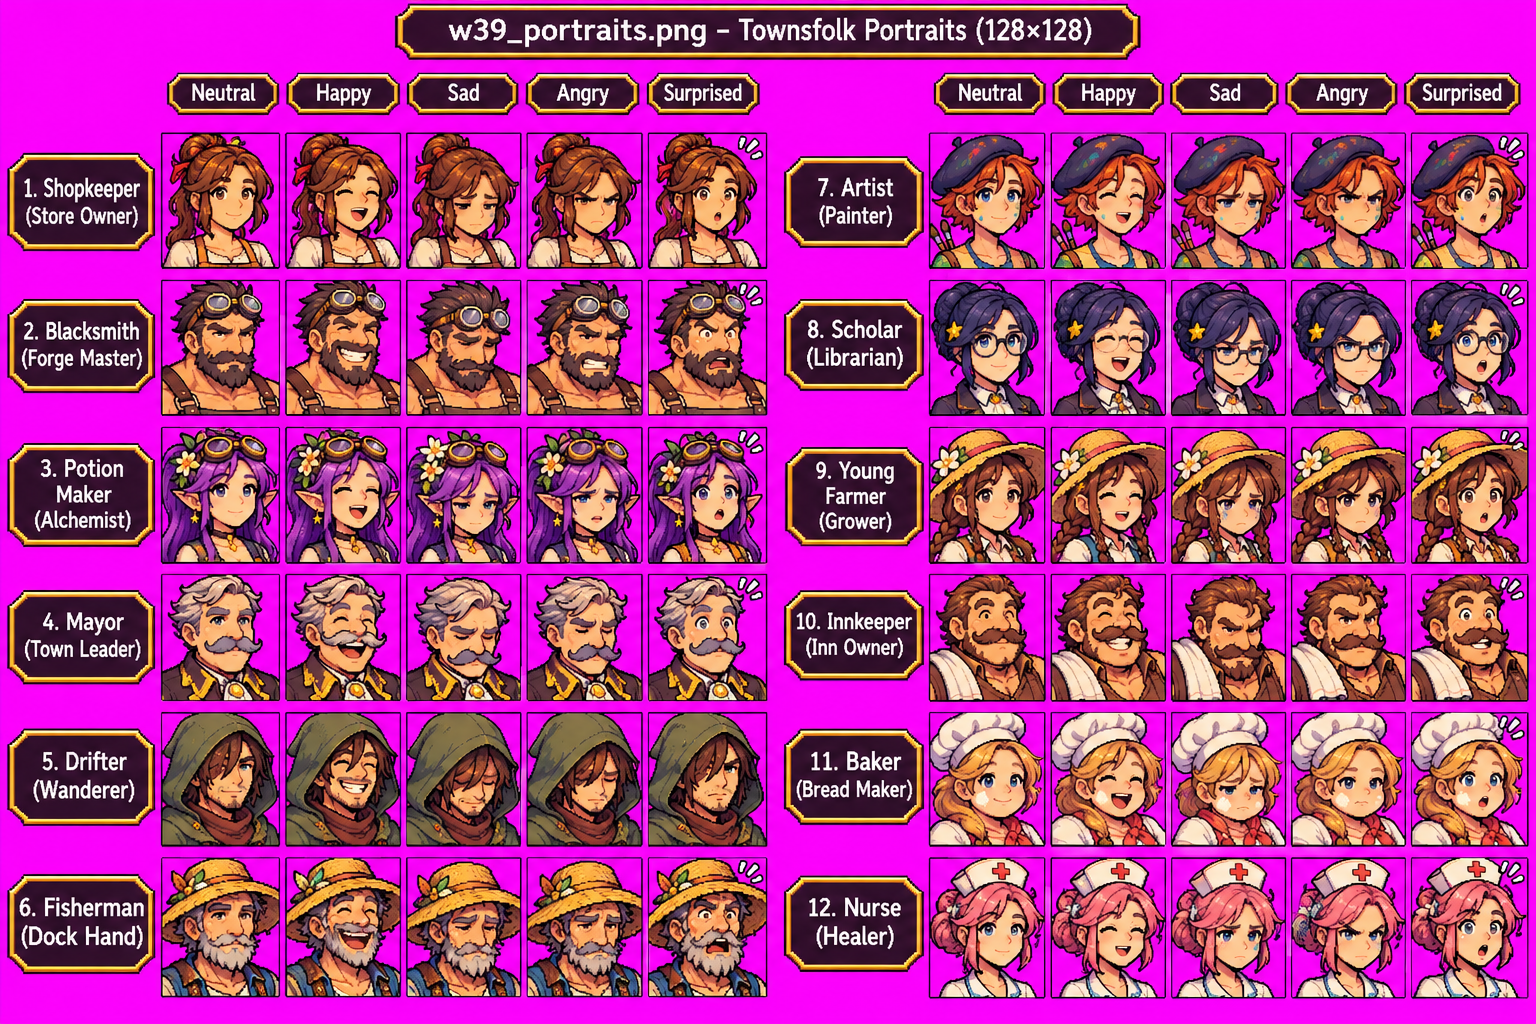 w39_portraits.png – Townsfolk Portraits (128×128)
Neutral
Happy
Sad
Angry
Surprised
Neutral
Happy
Sad
Angry
Surprised
1. Shopkeeper
(Store Owner)
2. Blacksmith
(Forge Master)
3. Potion
Maker
(Alchemist)
4. Mayor
(Town Leader)
5. Drifter
(Wanderer)
6. Fisherman
(Dock Hand)
7. Artist
(Painter)
8. Scholar
(Librarian)
9. Young
Farmer
(Grower)
10. Innkeeper
(Inn Owner)
11. Baker
(Bread Maker)
12. Nurse
(Healer)